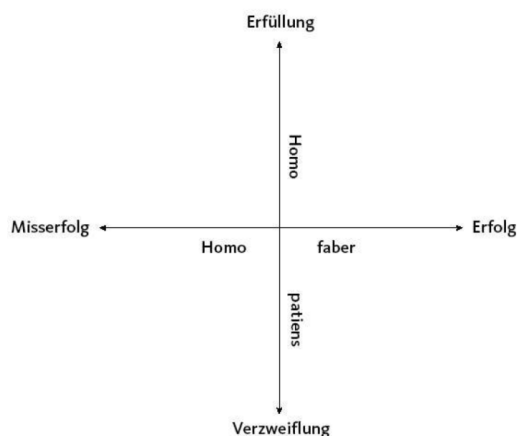 Erfüllung
Homo
Misserfolg
Erfolg
Homo faber
patiens
Verzweiflung